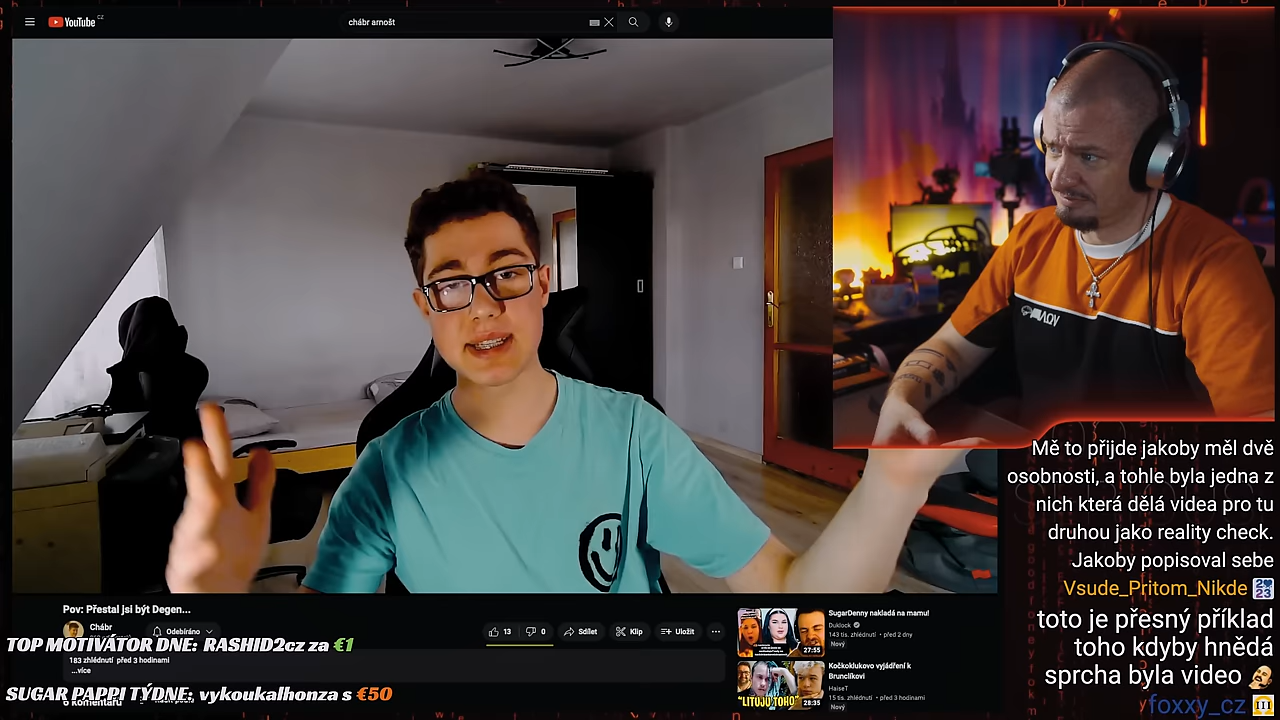 YouTube CZ
chábr arnošt
Mě to přijde jakoby měl dvě
osobnosti, a tohle byla jedna z
nich která dělá videa pro tu
druhou jako reality check.
Jakoby popisoval sebe
Vsude_Pritom_Nikde
toto je přesný příklad
toho kdyby hnědá
sprcha byla video
foxxy_cz
Pov: Přestal jsi být Degen...
Chábr
Odebíráno
13
0
Sdílet
Klip
Uložit
TOP MOTIVÁTOR DNE: RASHID2cz za €1
183 zhlédnutí před 3 hodinami
...více
SUGAR PAPPI TÝDNE: vykoukalhonza s €50
6 komentářů
SugarDenny nakladá na mamu!
Duklock
143 tis. zhlédnutí • před 2 dny
Nový
27:55
Kočkoklukovo vyjádření k
Brunclíkovi
HaiseT
15 tis. zhlédnutí • před 3 hodinami
Nový
"LITUJU TOHO"
28:35